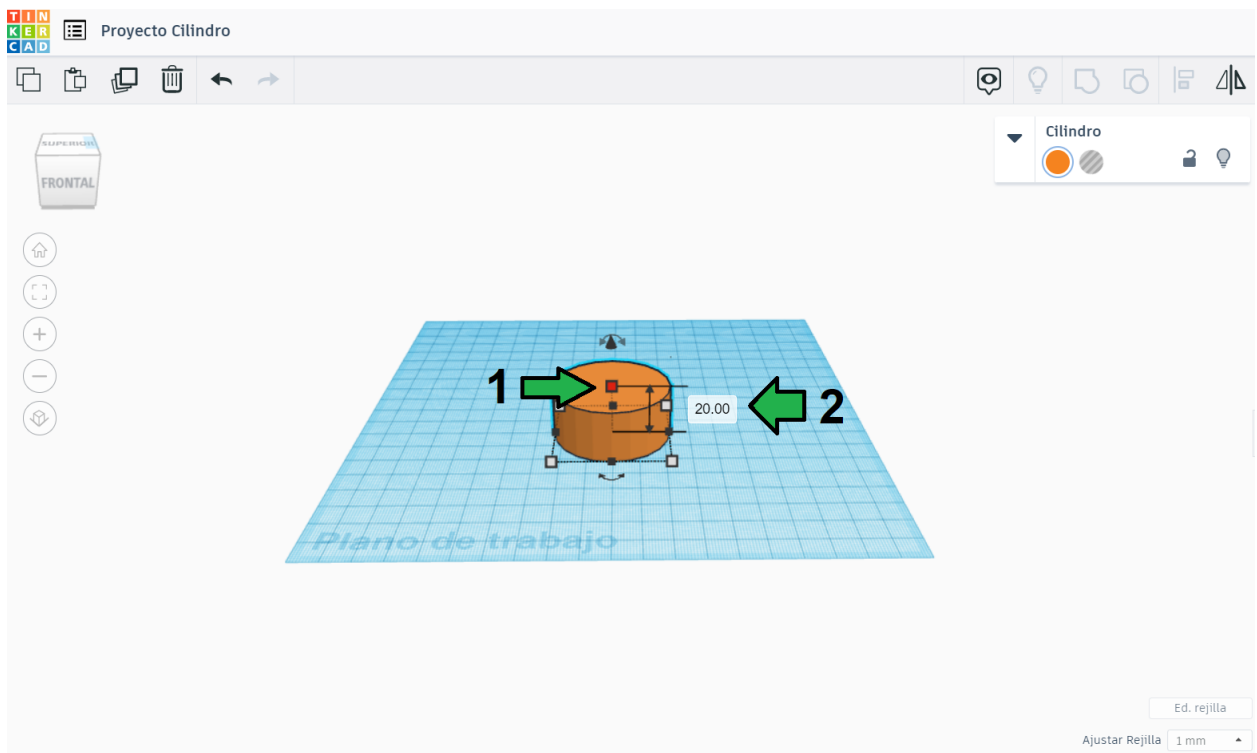 TIN
KER
CAD
Proyecto Cilindro
Cilindro
SUPERIOR
FRONTAL
1
20.00
2
Plano de trabajo
Ed. rejilla
Ajustar Rejilla 1 mm